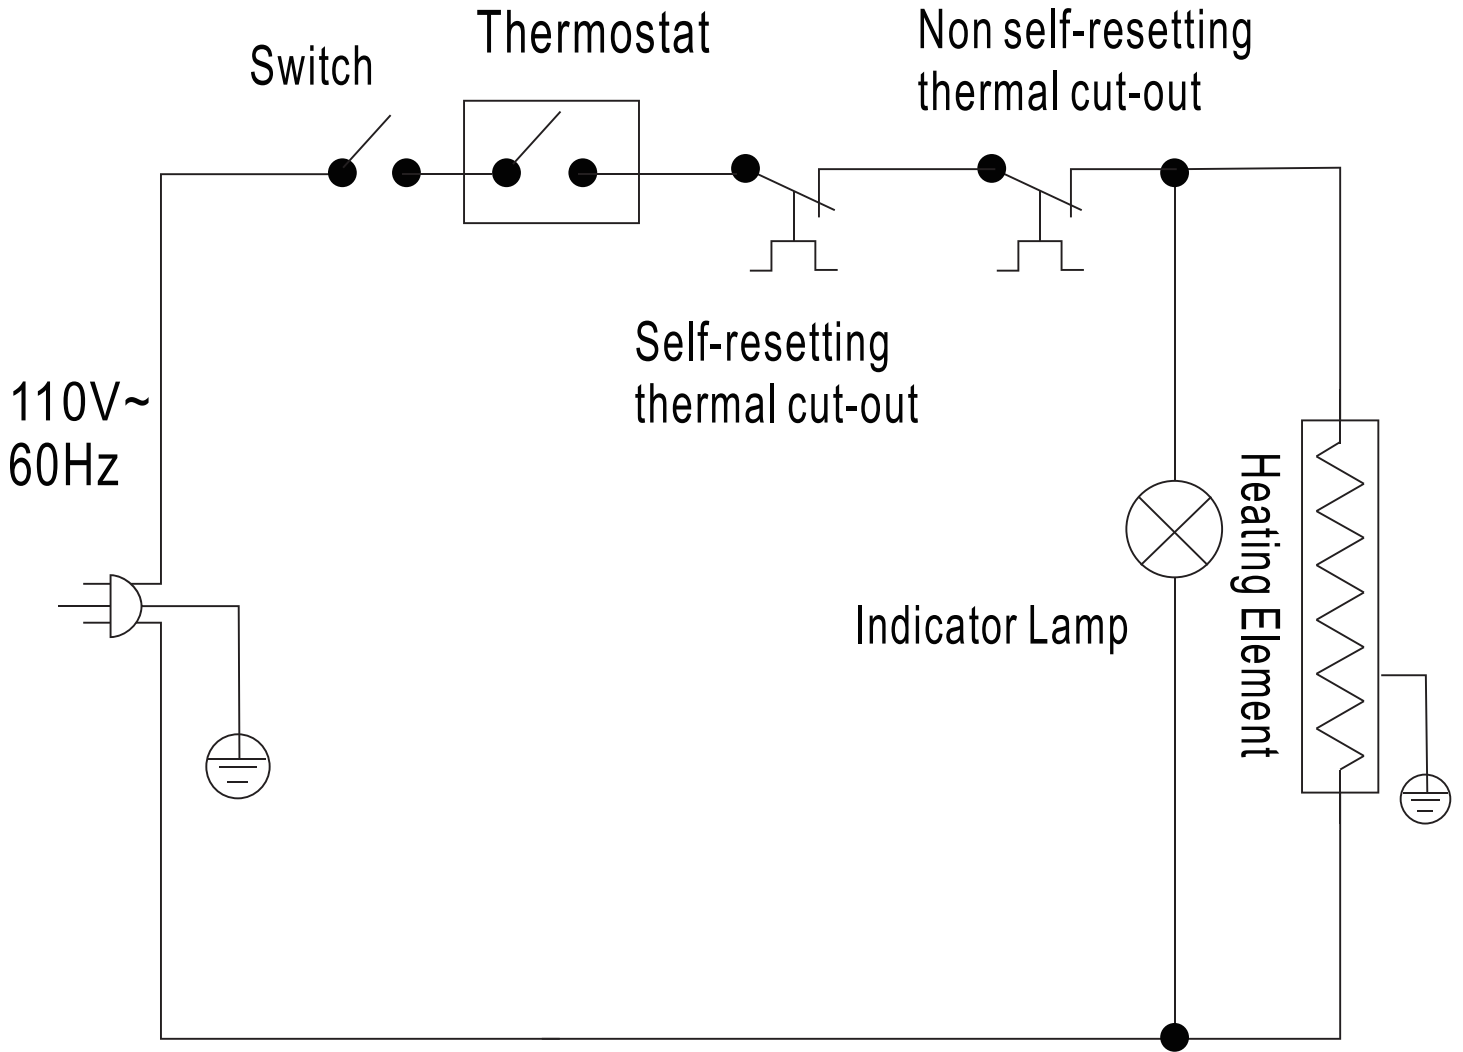 Switch
Thermostat
Non self-resetting
thermal cut-out
Self-resetting
thermal cut-out
110V~
60Hz
Indicator Lamp
Heating Element